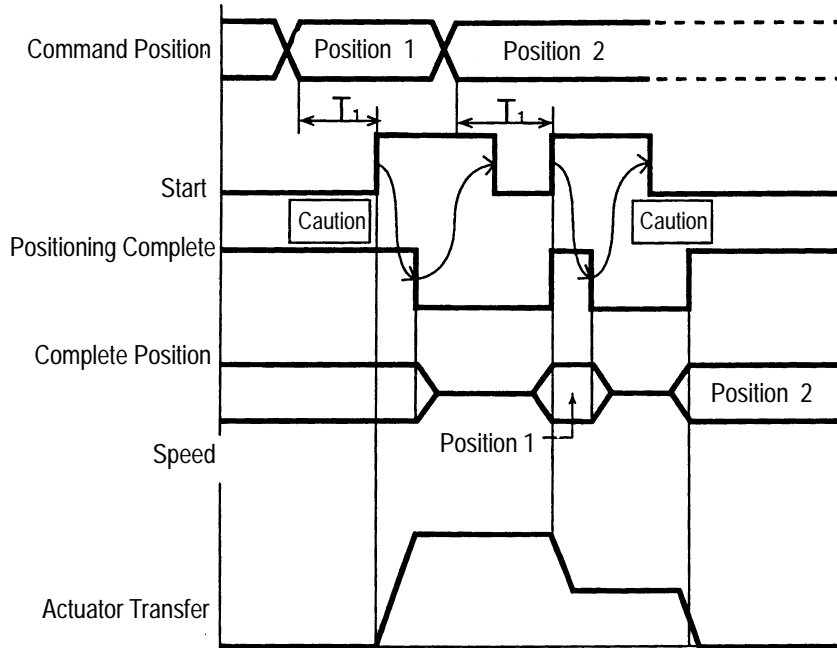 Command Position
Position 1
Position 2
T1
T1
Start
Caution
Caution
Positioning Complete
Complete Position
Position 2
Position 1
Speed
Actuator Transfer